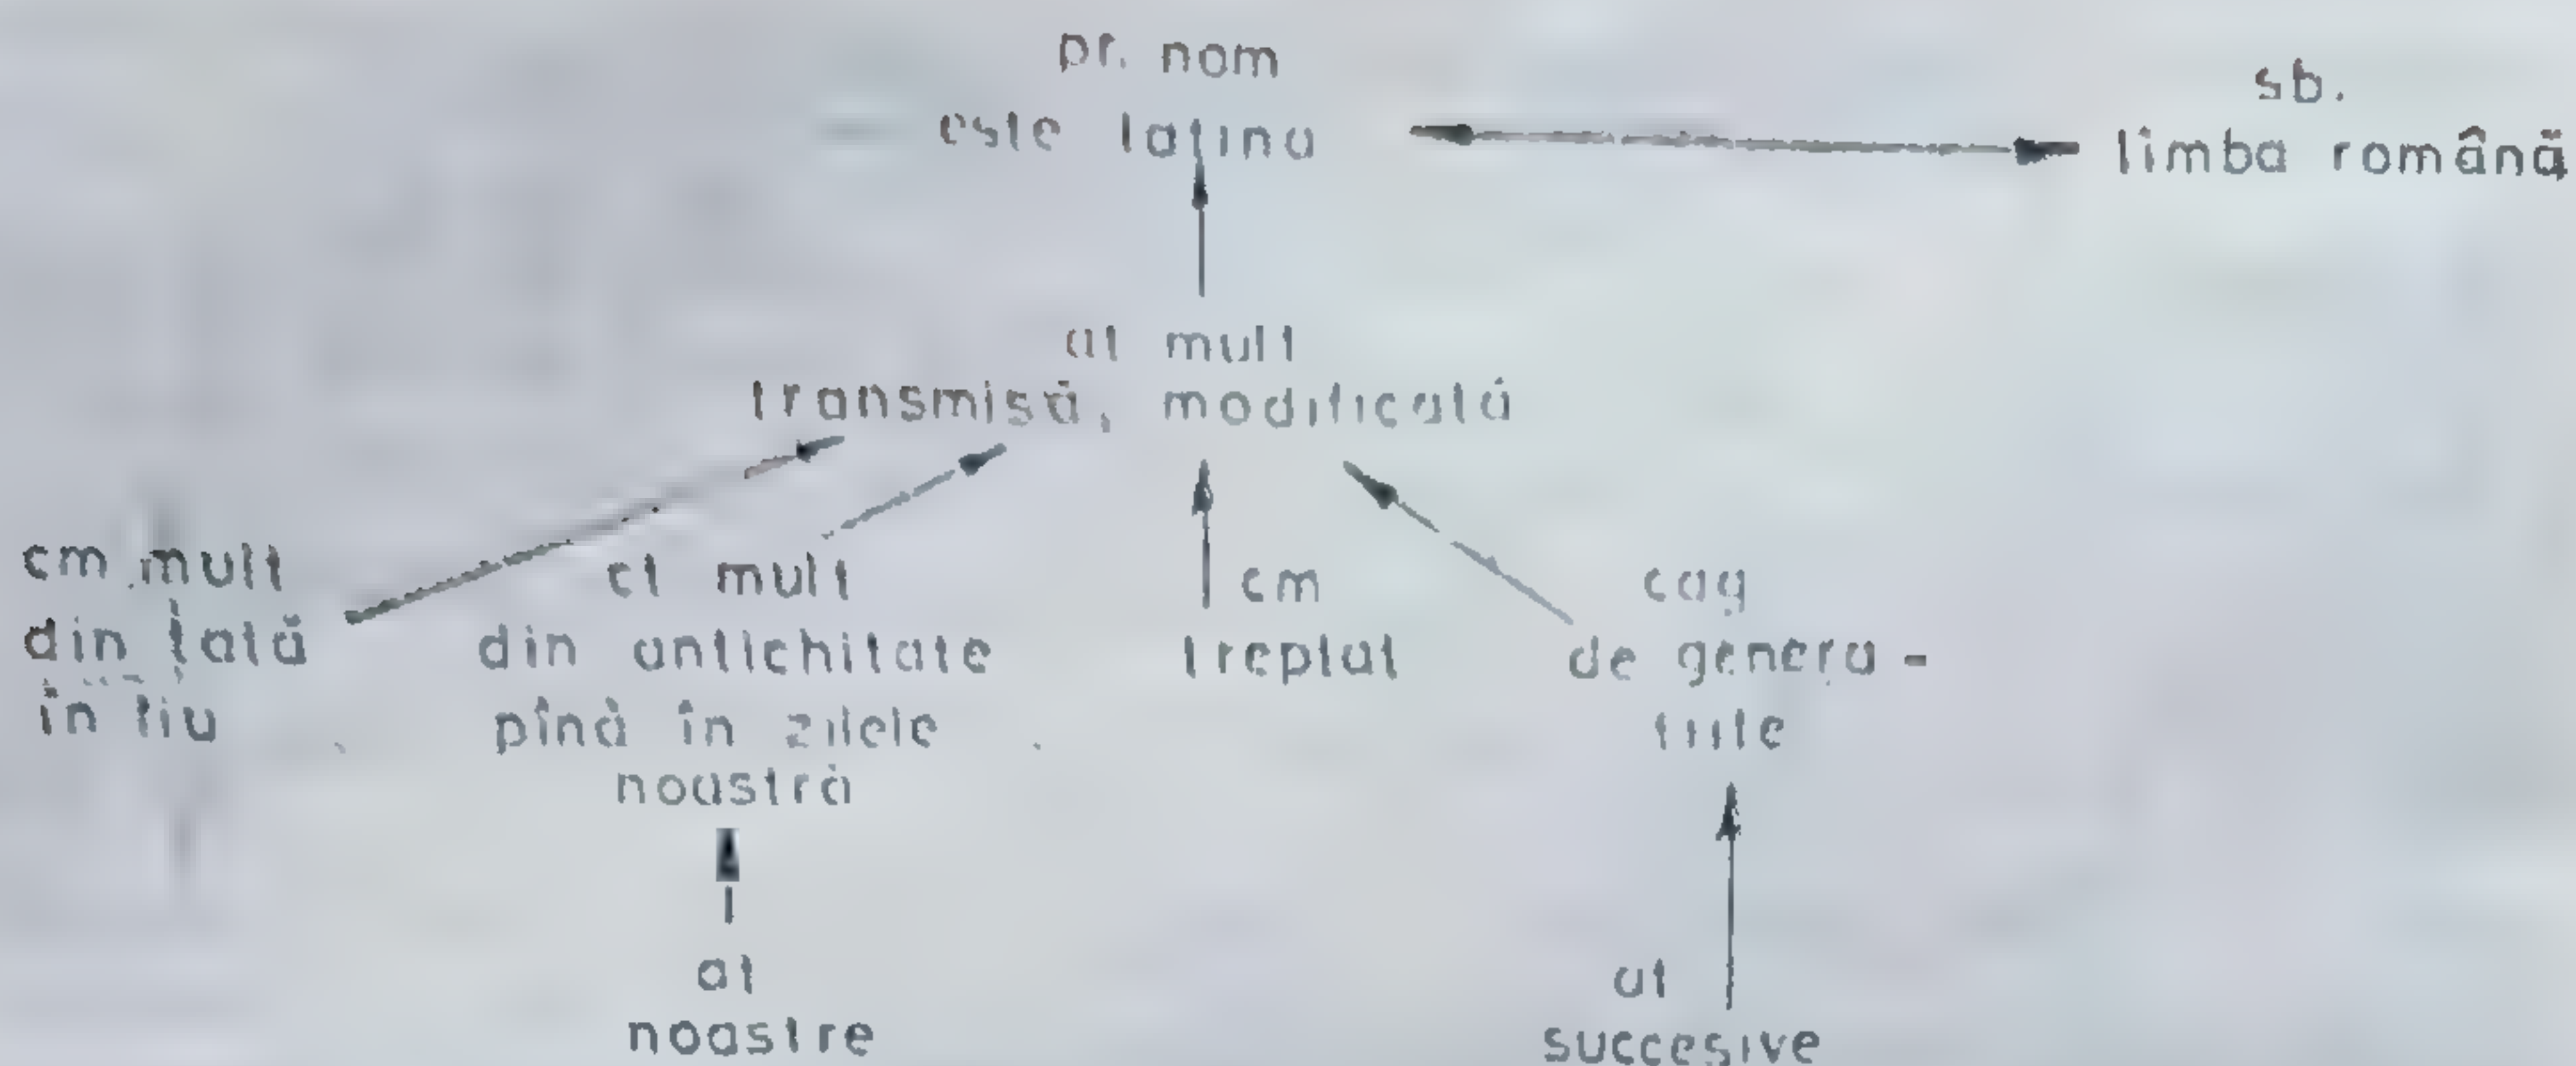 pr. nom
este latina
sb.
limba română
at mult
transmisă, modificată
cm mult
din tată
în fiu
ct mult
din antichitate
pînă în zilele
noastră
cm
treptat
cag
de genera-
țiile
at
noastre
at
succesive